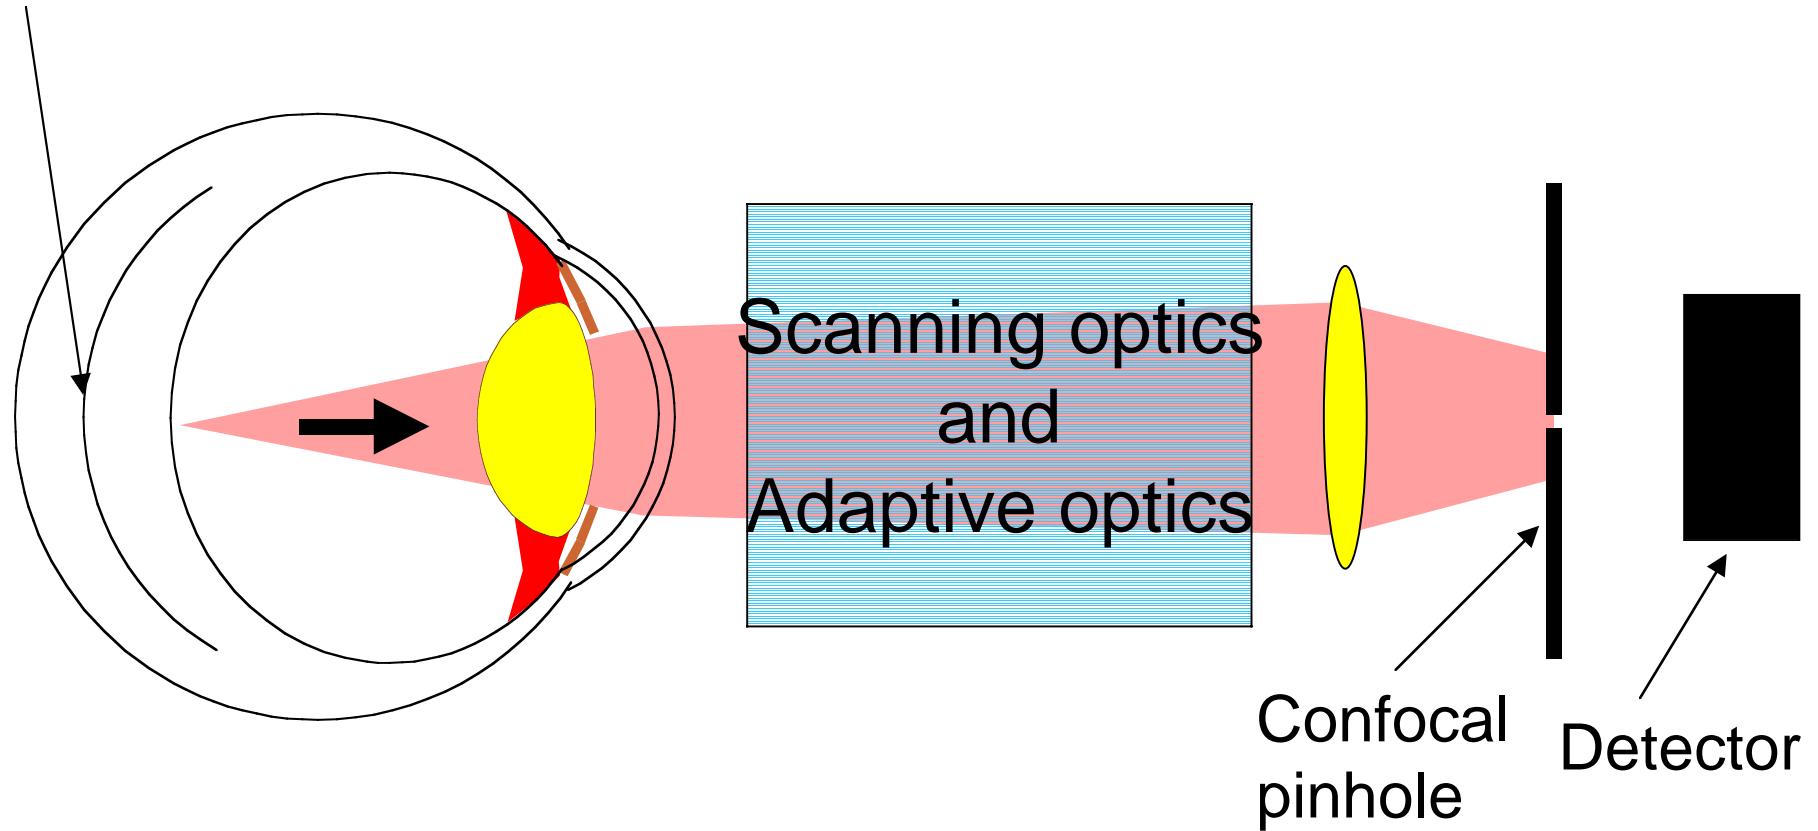 Scanning optics
and
Adaptive optics
Confocal
pinhole
Detector